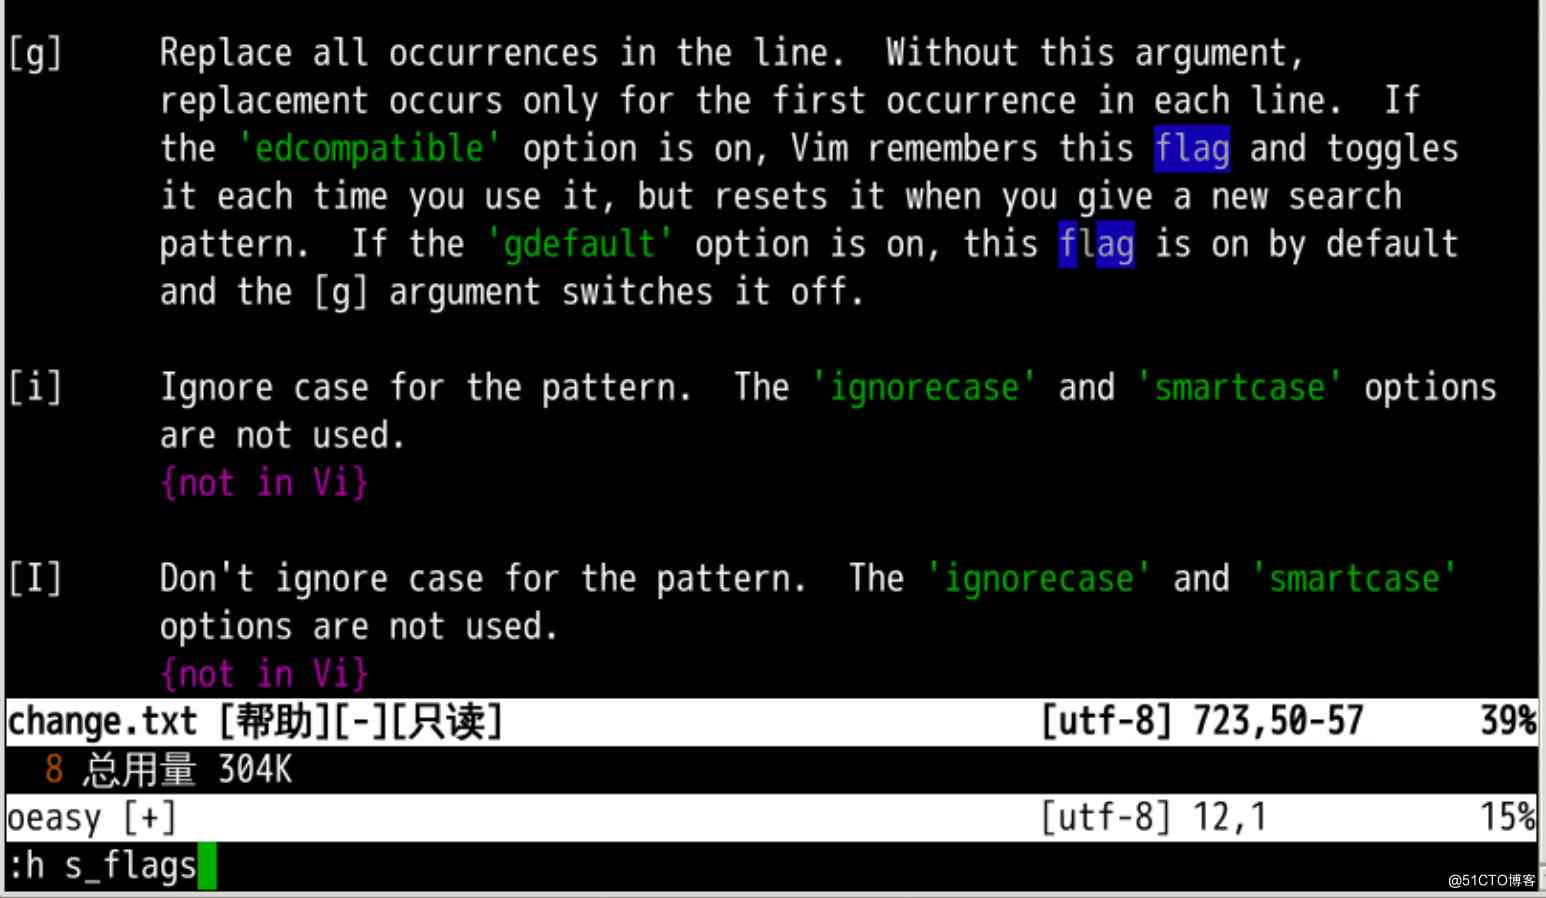 [g]     Replace all occurrences in the line.  Without this argument,
        replacement occurs only for the first occurrence in each line.  If
        the 'edcompatible' option is on, Vim remembers this flag and toggles
        it each time you use it, but resets it when you give a new search
        pattern.  If the 'gdefault' option is on, this flag is on by default
        and the [g] argument switches it off.
[i]     Ignore case for the pattern.  The 'ignorecase' and 'smartcase' options
        are not used.
        {not in Vi}
[I]     Don't ignore case for the pattern.  The 'ignorecase' and 'smartcase'
        options are not used.
        {not in Vi}
change.txt [帮助][-][只读] [utf-8] 723,50-57 39%
8 总用量 304K
oeasy [+] [utf-8] 12,1 15%
:h s_flags
@51CTO博客